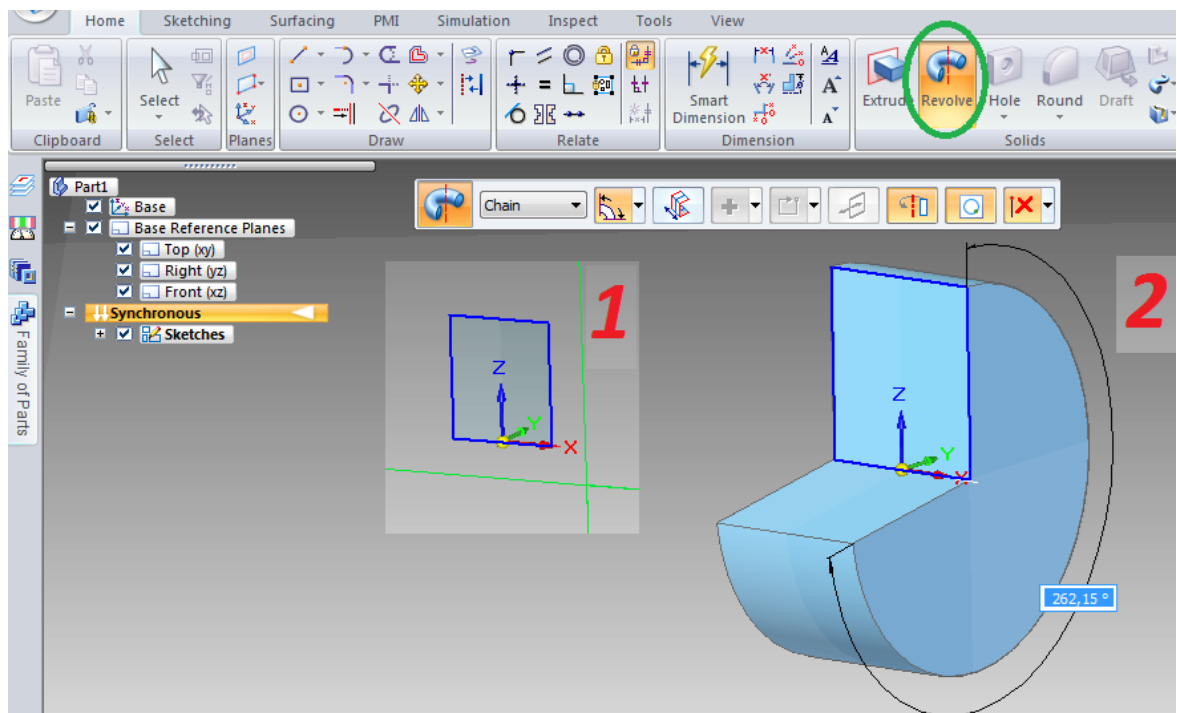 Home Sketching Surfacing PMI Simulation Inspect Tools View
Paste
Select
Smart
Dimension
Extrude Revolve Hole Round Draft
Clipboard Select Planes Draw Relate Dimension Solids
Part1
Base
Base Reference Planes
Top (xy)
Right (yz)
Front (xz)
Synchronous
Sketches
Family of Parts
Chain
1
Z
Y
X
2
Z
Y
X
262,15 °